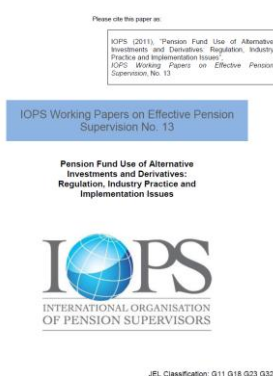 Please cite this paper as:
IOPS (2011), "Pension Fund Use of Alternative
Investments and Derivatives: Regulation, Industry
Practice and Implementation Issues",
IOPS Working Papers on Effective Pension
Supervision, No. 13
IOPS Working Papers on Effective Pension
Supervision No. 13
Pension Fund Use of Alternative
Investments and Derivatives:
Regulation, Industry Practice and
Implementation Issues
IOPS
INTERNATIONAL ORGANISATION
OF PENSION SUPERVISORS
JEL Classification: G11 G18 G23 G32